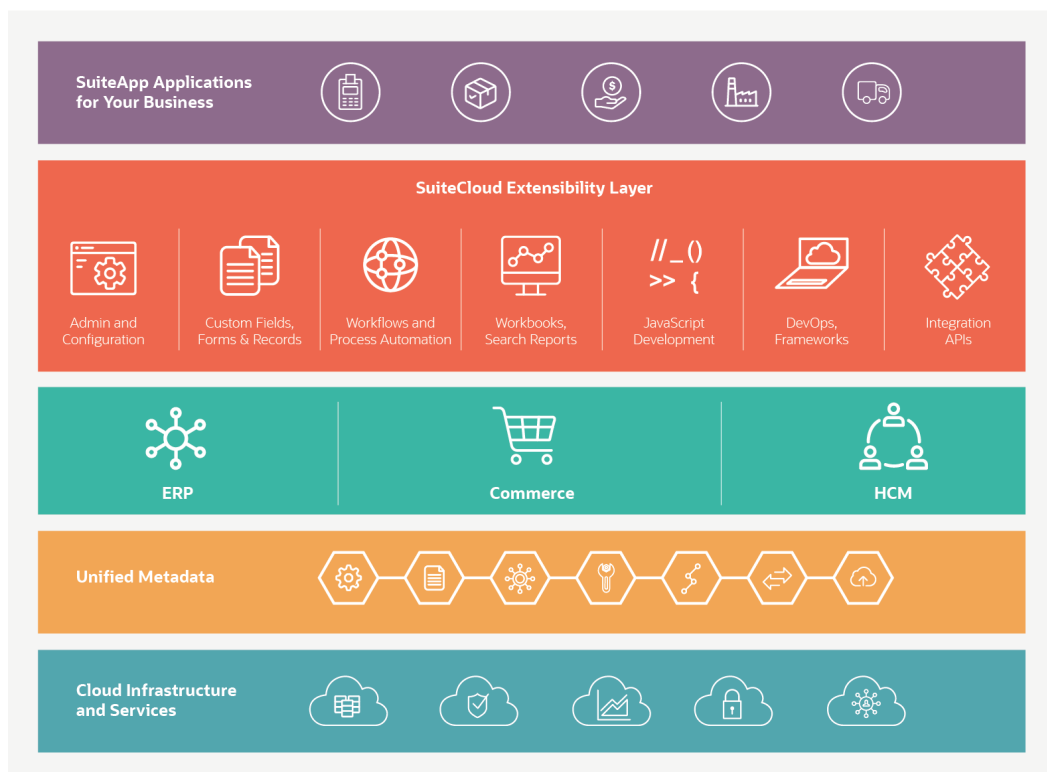 SuiteApp Applications
for Your Business
SuiteCloud Extensibility Layer
//_()
>> {
Admin and
Configuration
Custom Fields,
Forms & Records
Workflows and
Process Automation
Workbooks,
Search Reports
JavaScript
Development
DevOps,
Frameworks
Integration
APIs
ERP
Commerce
HCM
Unified Metadata
Cloud Infrastructure
and Services